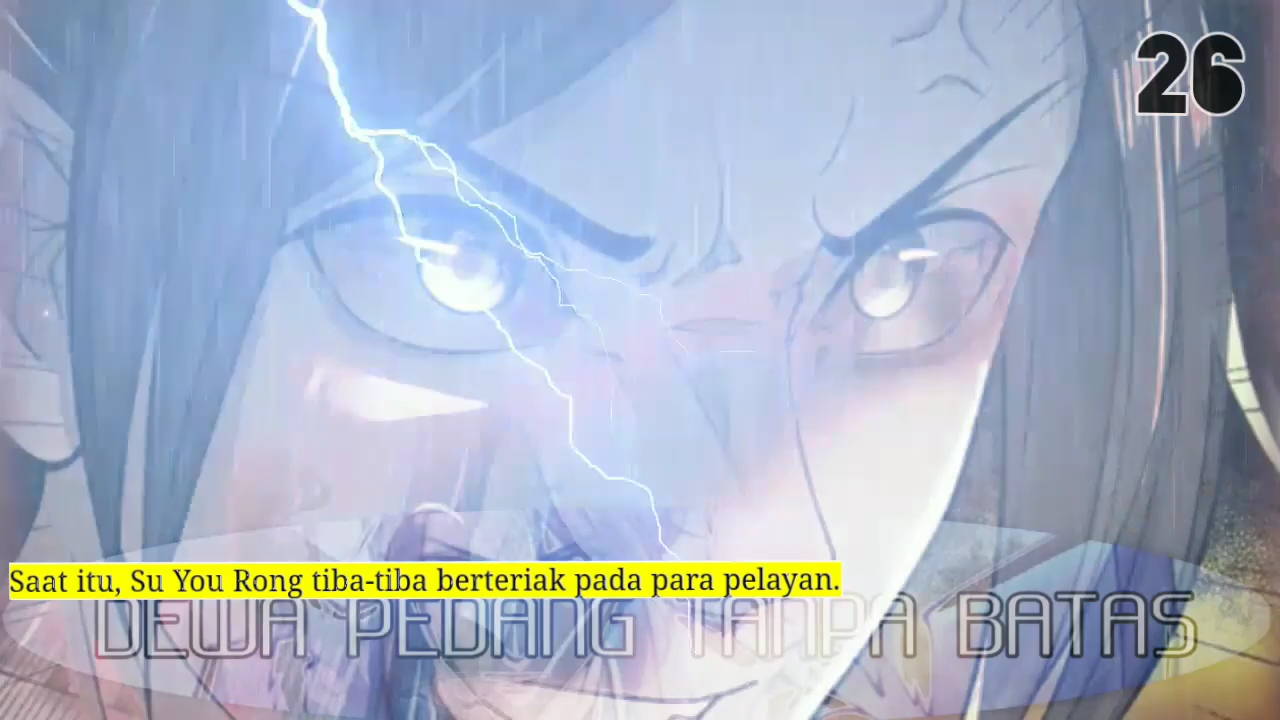 26
Saat itu, Su You Rong tiba-tiba berteriak pada para pelayan.
DEWA PEDANG TANPA BATAS